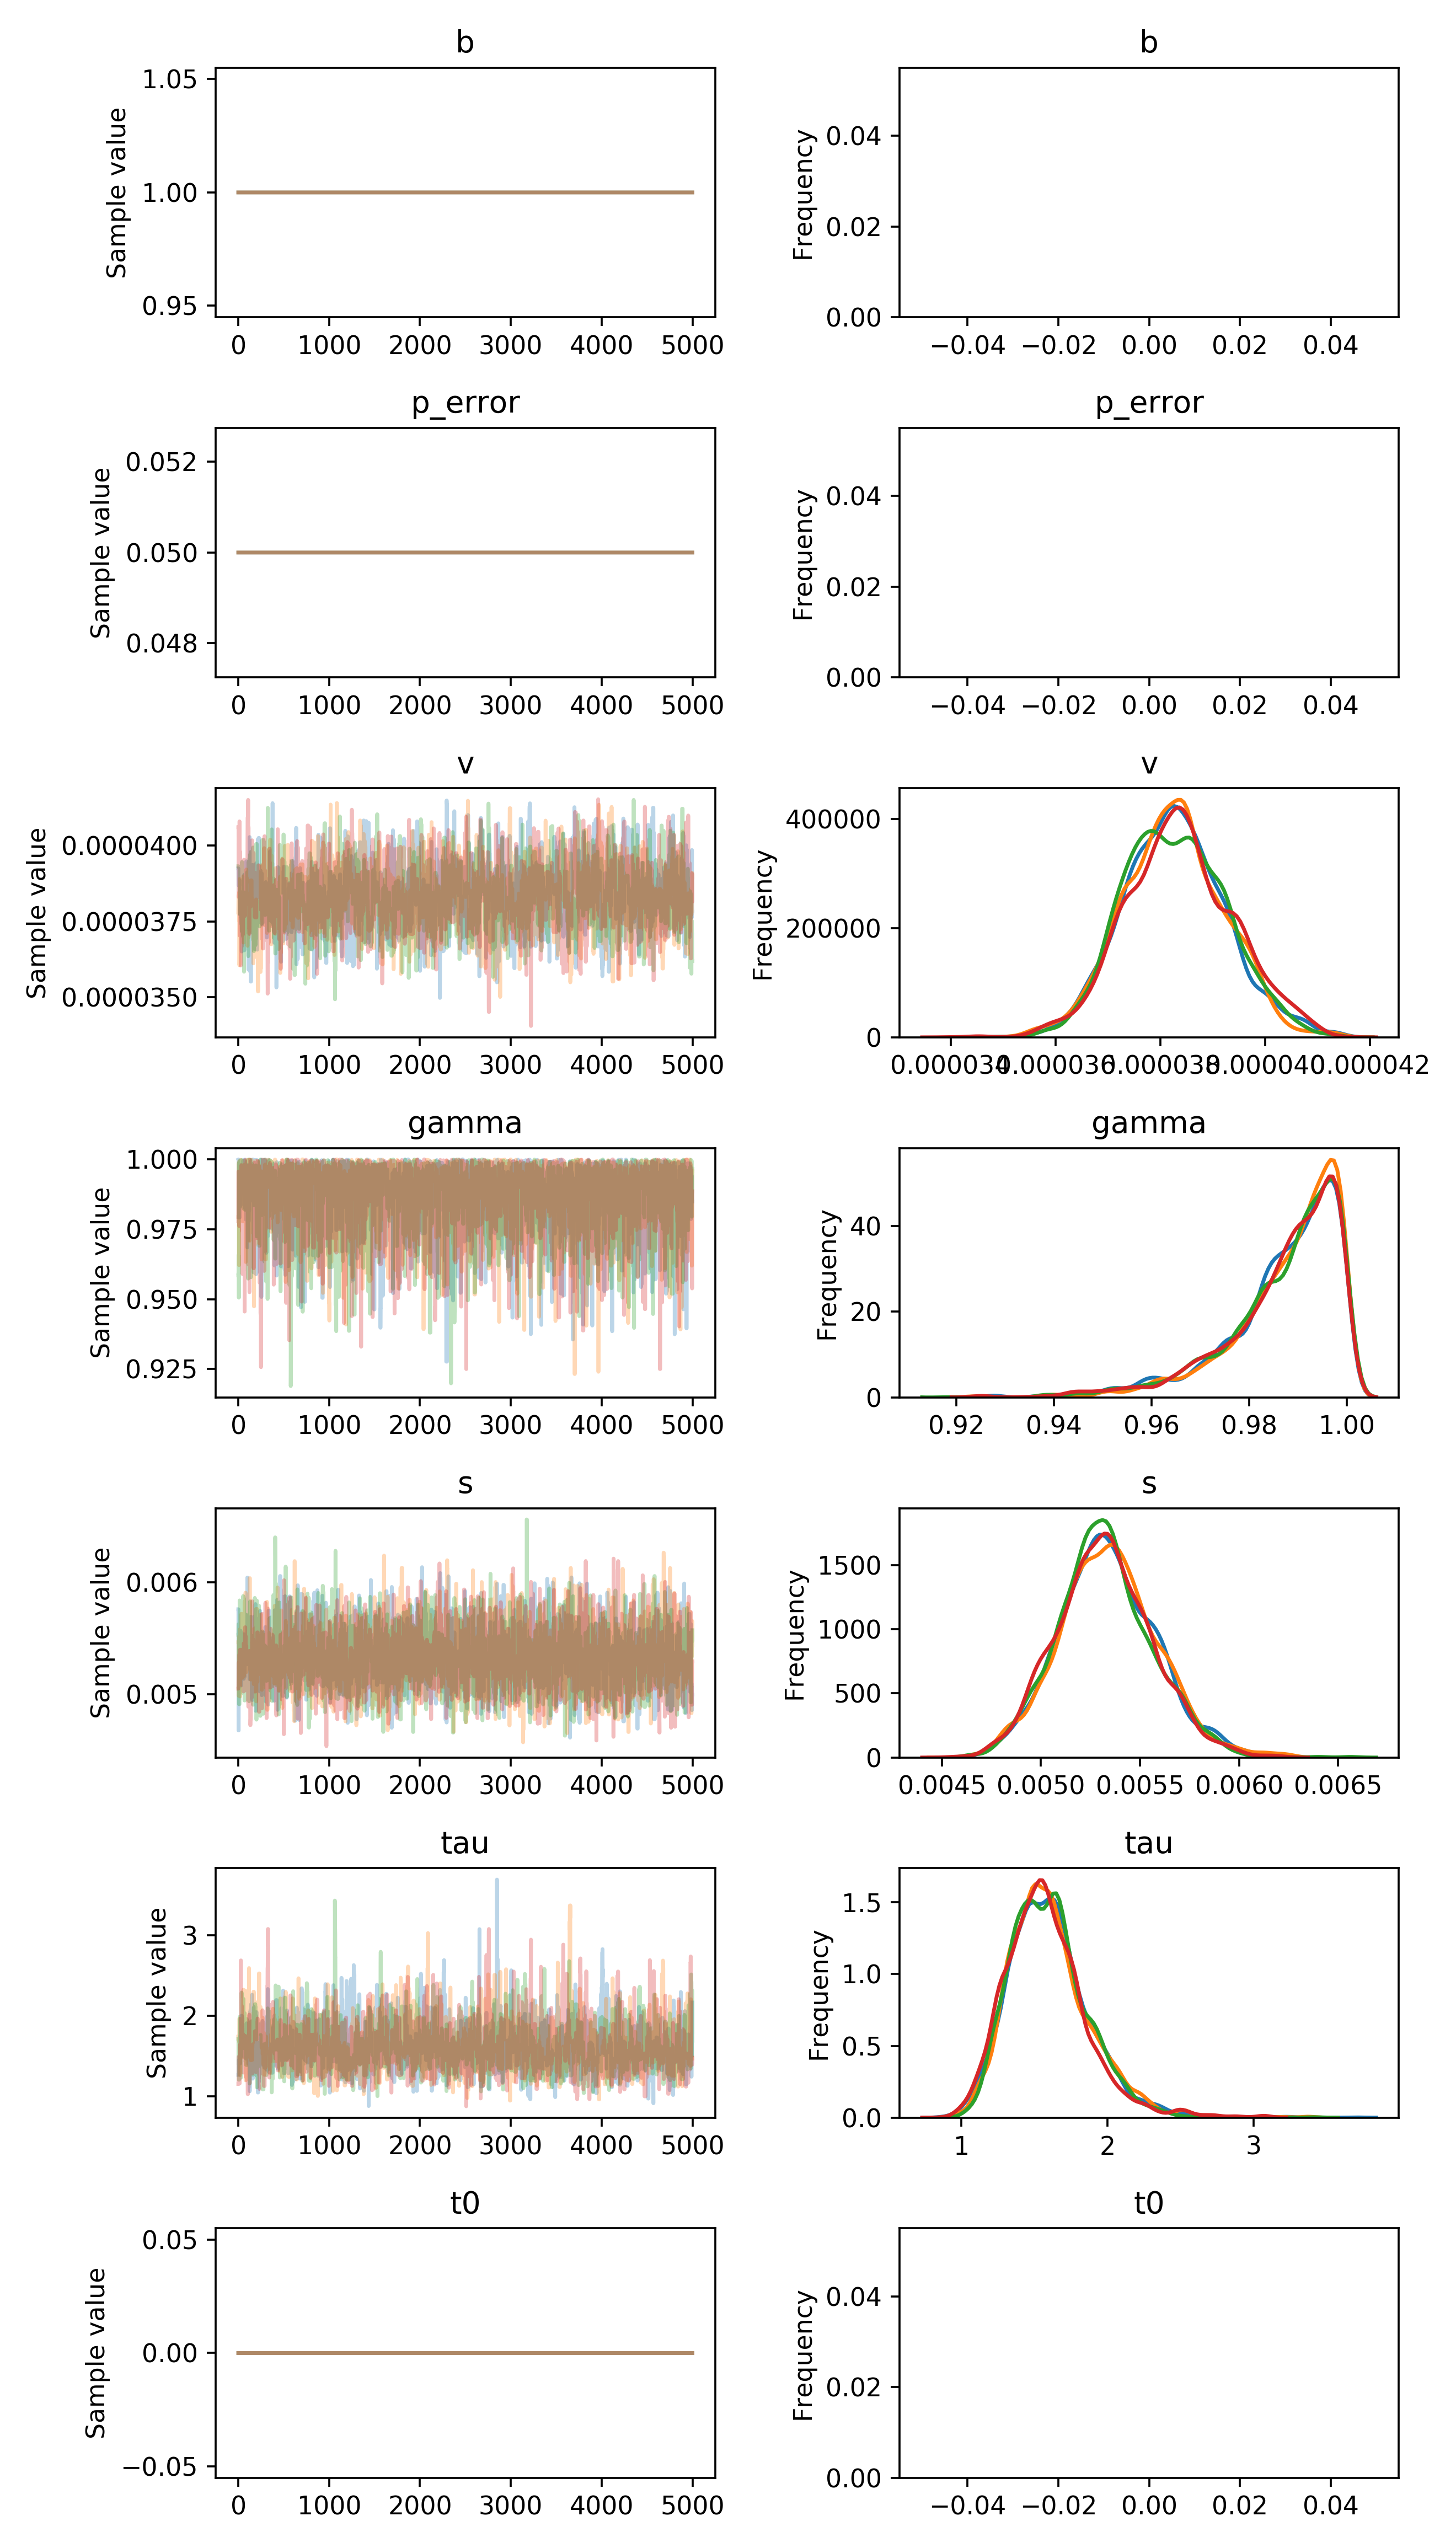 b
b
Sample value
1.05
1.00
0.95
0 1000 2000 3000 4000 5000
Frequency
0.04
0.02
0.00
−0.04 −0.02 0.00 0.02 0.04
p_error
p_error
Sample value
0.052
0.050
0.048
0 1000 2000 3000 4000 5000
Frequency
0.04
0.02
0.00
−0.04 −0.02 0.00 0.02 0.04
v
v
Sample value
0.0000400
0.0000375
0.0000350
0 1000 2000 3000 4000 5000
Frequency
400000
200000
0
0.000034 0.000036 0.000038 0.000040 0.000042
gamma
gamma
Sample value
1.000
0.975
0.950
0.925
0 1000 2000 3000 4000 5000
Frequency
40
20
0
0.92 0.94 0.96 0.98 1.00
s
s
Sample value
0.006
0.005
0 1000 2000 3000 4000 5000
Frequency
1500
1000
500
0
0.0045 0.0050 0.0055 0.0060 0.0065
tau
tau
Sample value
3
2
1
0 1000 2000 3000 4000 5000
Frequency
1.5
1.0
0.5
0.0
1 2 3
t0
t0
Sample value
0.05
0.00
−0.05
0 1000 2000 3000 4000 5000
Frequency
0.04
0.02
0.00
−0.04 −0.02 0.00 0.02 0.04